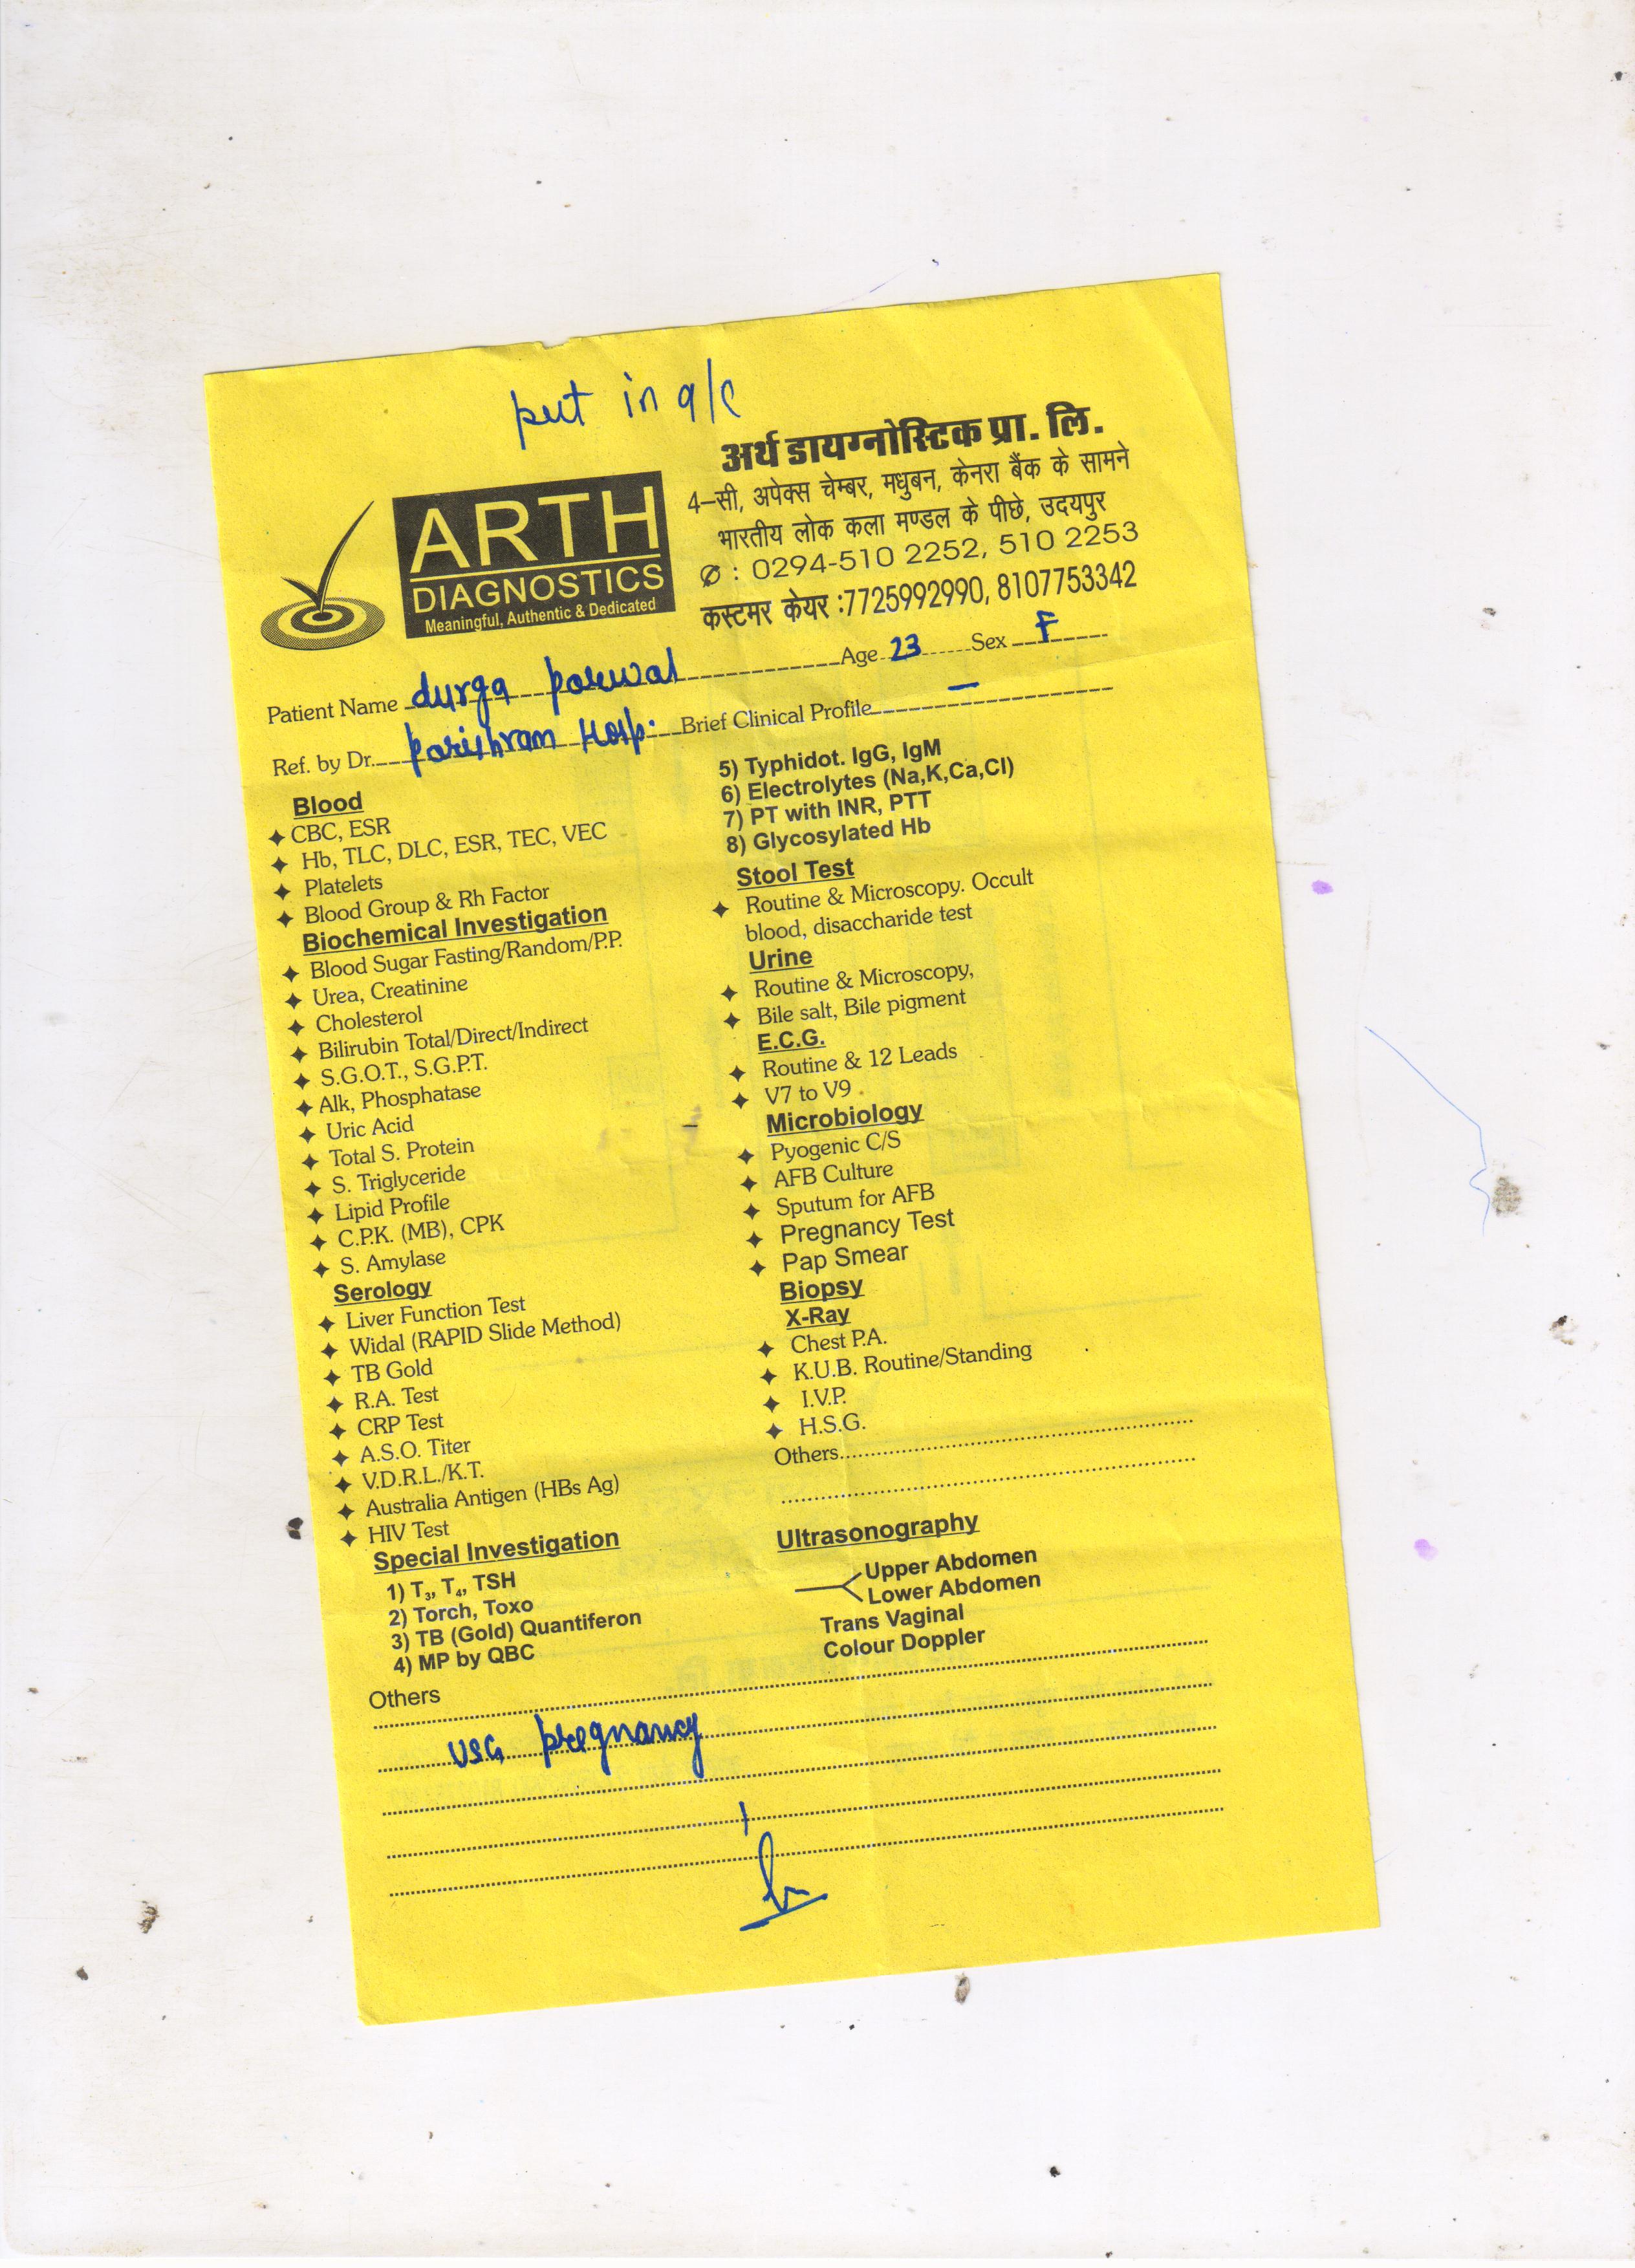 put in a/c
अर्थ डायग्नोस्टिक प्रा. लि.
4-सी, अपेक्स चेम्बर, मधुबन, केनरा बैंक के सामने
भारतीय लोक कला मण्डल के पीछे, उदयपुर
: 0294-510 2252, 510 2253
कस्टमर केयर :7725992990, 8107753342
ARTH
DIAGNOSTICS
Meaningful, Authentic & Dedicated
Patient Name durga porwal Age 23 Sex F
Ref. by Dr. parishram Hosp. Brief Clinical Profile –
Blood
CBC, ESR
Hb, TLC, DLC, ESR, TEC, VEC
Platelets
Blood Group & Rh Factor
Biochemical Investigation
Blood Sugar Fasting/Random/P.P.
Urea, Creatinine
Cholesterol
Bilirubin Total/Direct/Indirect
S.G.O.T., S.G.P.T.
Alk, Phosphatase
Uric Acid
Total S. Protein
S. Triglyceride
Lipid Profile
C.P.K. (MB), CPK
S. Amylase
Serology
Liver Function Test
Widal (RAPID Slide Method)
TB Gold
R.A. Test
CRP Test
A.S.O. Titer
V.D.R.L./K.T.
Australia Antigen (HBs Ag)
HIV Test
Special Investigation
1) T3, T4, TSH
2) Torch, Toxo
3) TB (Gold) Quantiferon
4) MP by QBC
5) Typhidot. IgG, IgM
6) Electrolytes (Na,K,Ca,Cl)
7) PT with INR, PTT
8) Glycosylated Hb
Stool Test
Routine & Microscopy. Occult
blood, disaccharide test
Urine
Routine & Microscopy,
Bile salt, Bile pigment
E.C.G.
Routine & 12 Leads
V7 to V9
Microbiology
Pyogenic C/S
AFB Culture
Sputum for AFB
Pregnancy Test
Pap Smear
Biopsy
X-Ray
Chest P.A.
K.U.B. Routine/Standing
I.V.P.
H.S.G.
Others
Ultrasonography
Upper Abdomen
Lower Abdomen
Trans Vaginal
Colour Doppler
Others
USG pregnancy